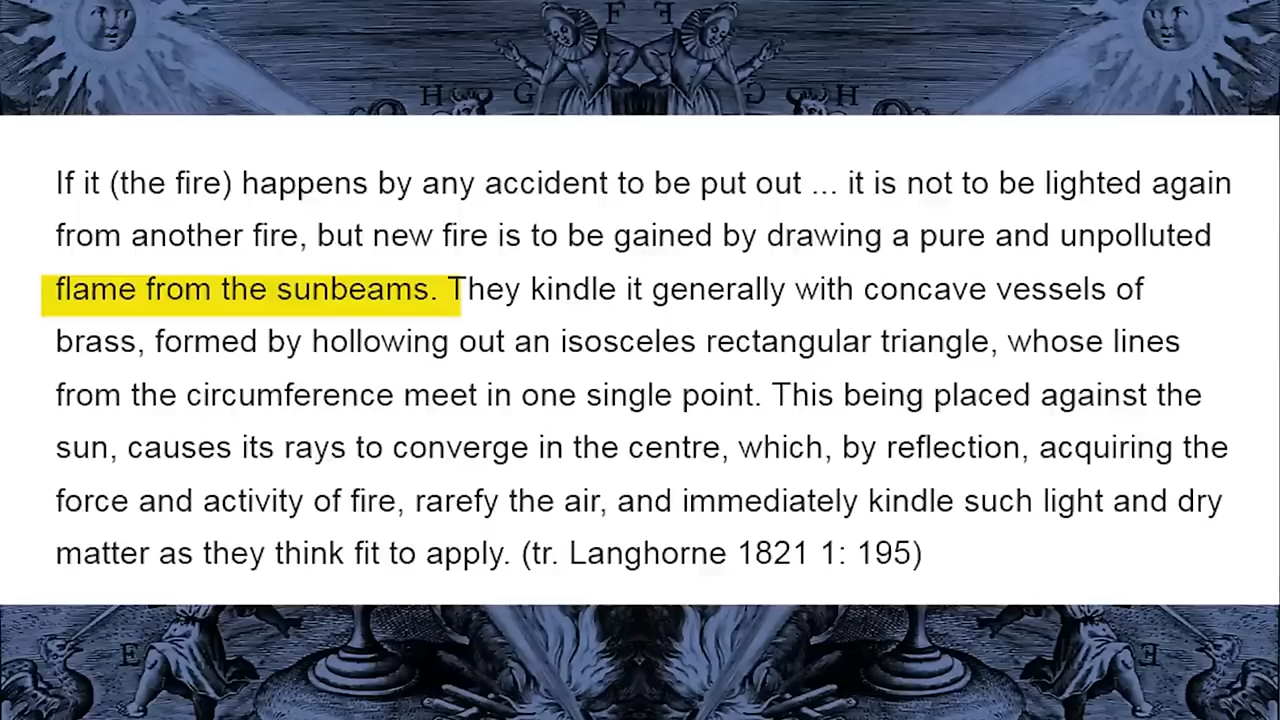 F F
H G G H
If it (the fire) happens by any accident to be put out ... it is not to be lighted again
from another fire, but new fire is to be gained by drawing a pure and unpolluted
flame from the sunbeams. They kindle it generally with concave vessels of
brass, formed by hollowing out an isosceles rectangular triangle, whose lines
from the circumference meet in one single point. This being placed against the
sun, causes its rays to converge in the centre, which, by reflection, acquiring the
force and activity of fire, rarefy the air, and immediately kindle such light and dry
matter as they think fit to apply. (tr. Langhorne 1821 1: 195)
E E